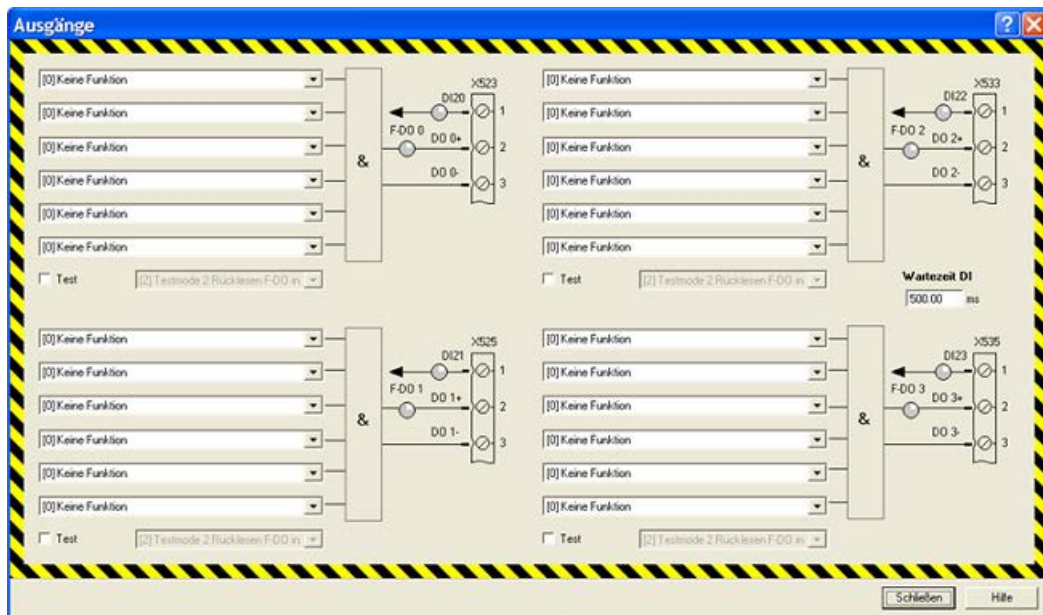 Ausgänge
[0] Keine Funktion
[0] Keine Funktion
[0] Keine Funktion
[0] Keine Funktion
[0] Keine Funktion
[0] Keine Funktion
Test
[2] Testmode 2 Rücklesen F-DO in
&
X523
DI20
1
F-DO 0
DO 0+
2
DO 0-
3
[0] Keine Funktion
[0] Keine Funktion
[0] Keine Funktion
[0] Keine Funktion
[0] Keine Funktion
[0] Keine Funktion
Test
[2] Testmode 2 Rücklesen F-DO in
&
X533
DI22
1
F-DO 2
DO 2+
2
DO 2-
3
Wartezeit DI
500.00 ms
[0] Keine Funktion
[0] Keine Funktion
[0] Keine Funktion
[0] Keine Funktion
[0] Keine Funktion
[0] Keine Funktion
Test
[2] Testmode 2 Rücklesen F-DO in
&
X525
DI21
1
F-DO 1
DO 1+
2
DO 1-
3
[0] Keine Funktion
[0] Keine Funktion
[0] Keine Funktion
[0] Keine Funktion
[0] Keine Funktion
[0] Keine Funktion
Test
[2] Testmode 2 Rücklesen F-DO in
&
X535
DI23
1
F-DO 3
DO 3+
2
DO 3-
3
Schließen
Hilfe